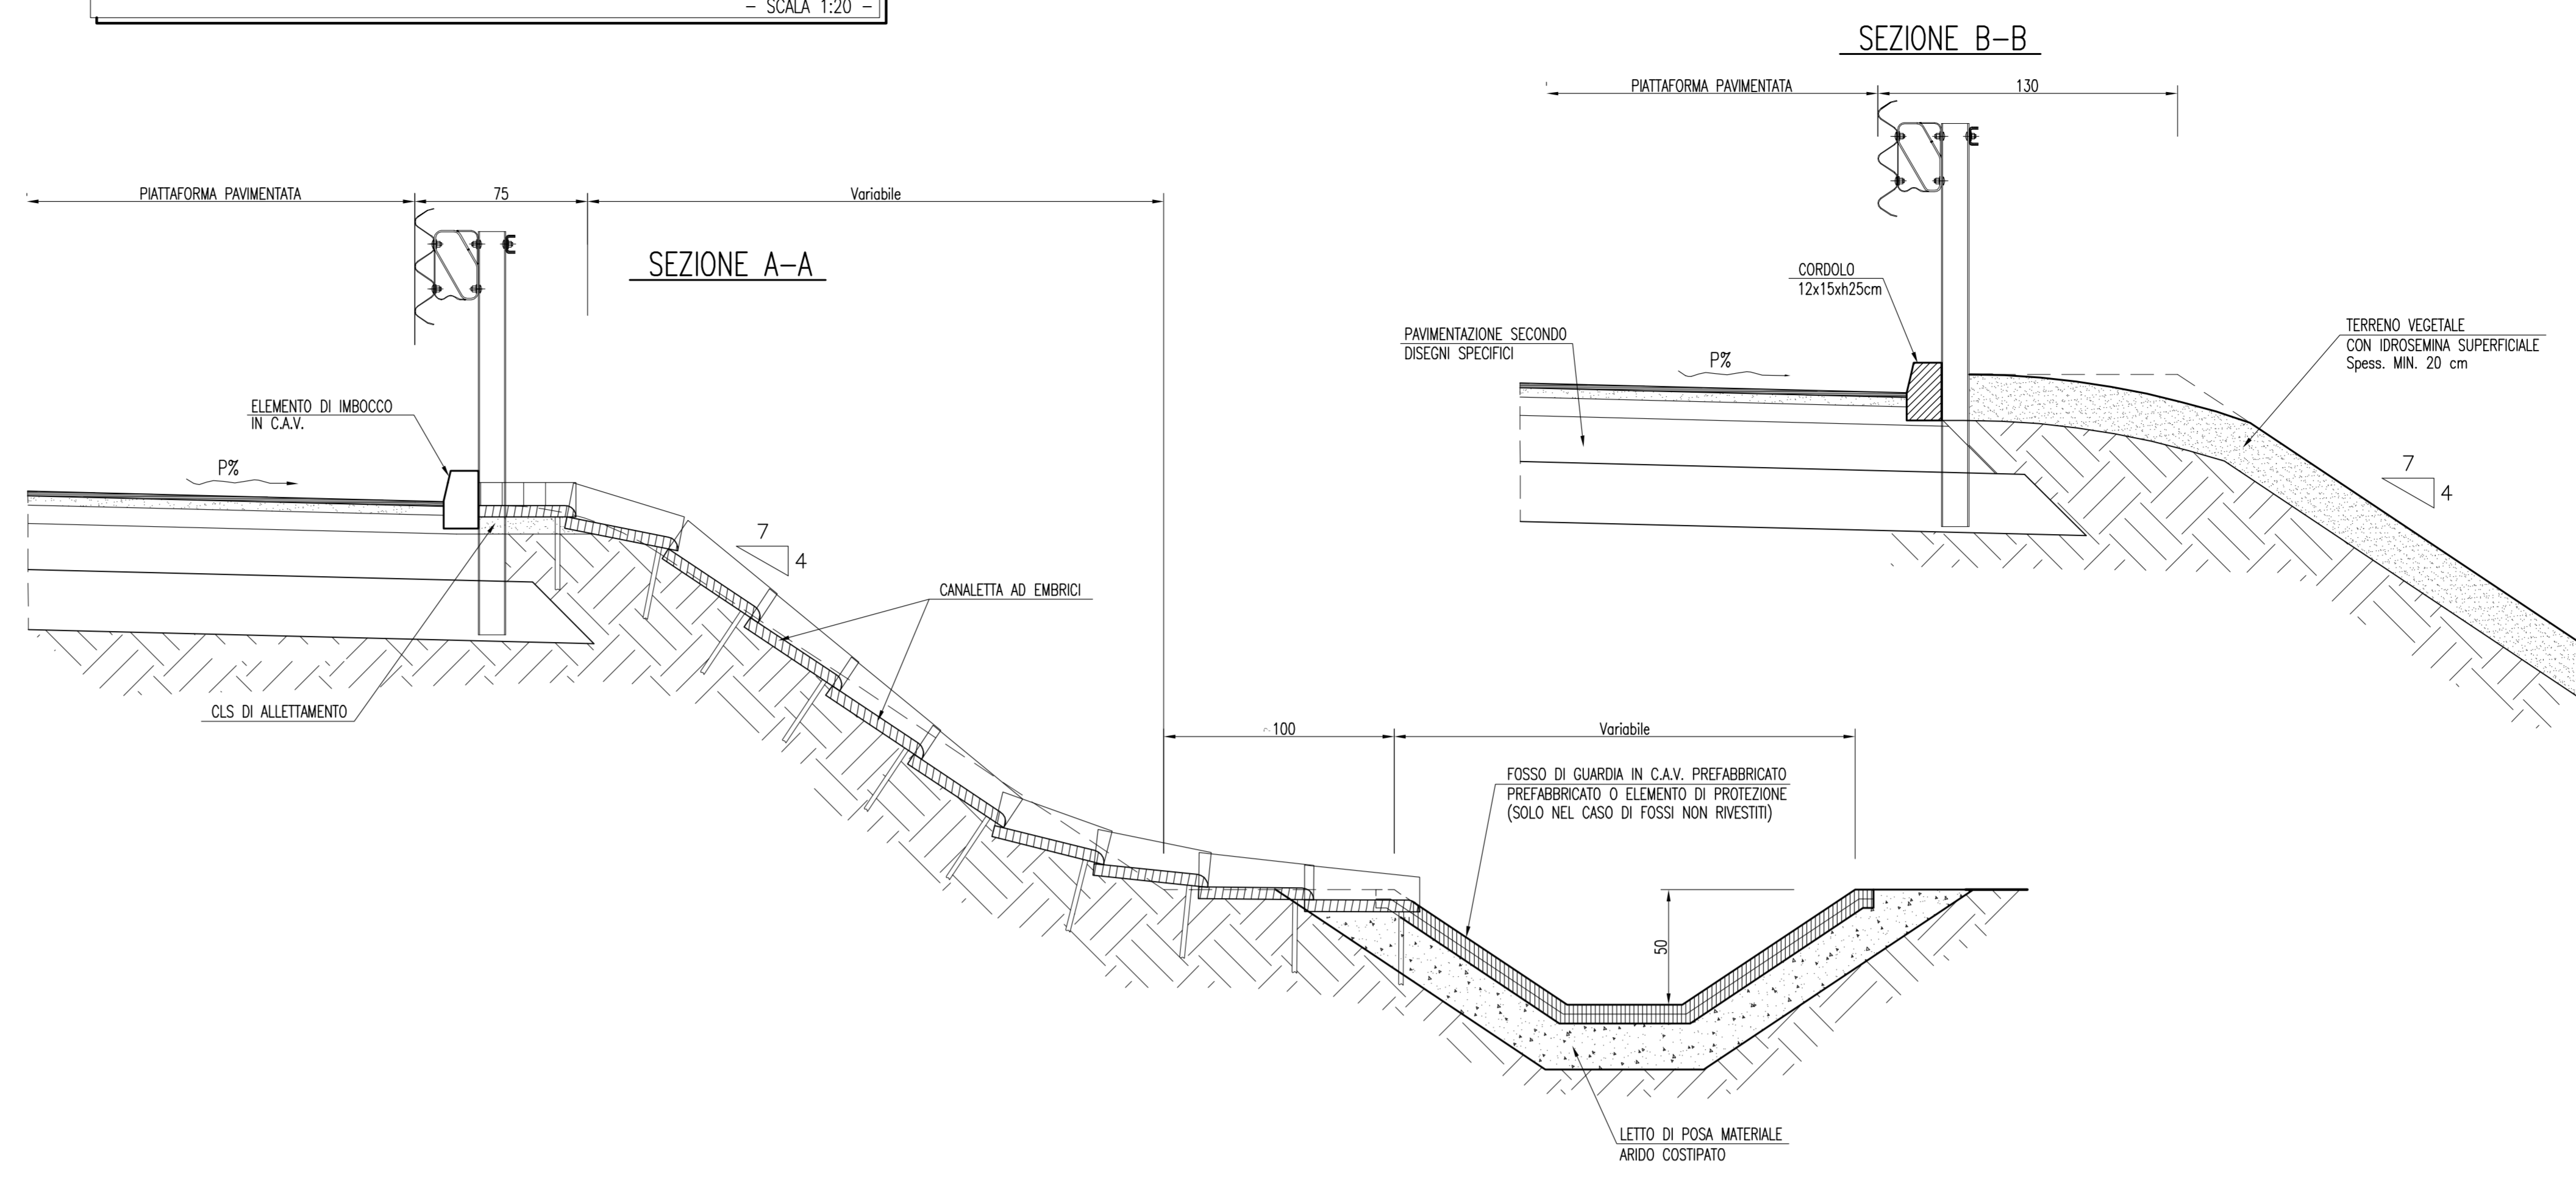 - SCALA 1:20 -
SEZIONE B-B
PIATTAFORMA PAVIMENTATA
130
PIATTAFORMA PAVIMENTATA
75
Variabile
SEZIONE A-A
CORDOLO
12x15xh25cm
PAVIMENTAZIONE SECONDO
DISEGNI SPECIFICI
P%
TERRENO VEGETALE
CON IDROSEMINA SUPERFICIALE
Spess. MIN. 20 cm
7
4
ELEMENTO DI IMBOCCO
IN C.A.V.
P%
7
4
CANALETTA AD EMBRICI
CLS DI ALLETTAMENTO
100
Variabile
FOSSO DI GUARDIA IN C.A.V. PREFABBRICATO
PREFABBRICATO O ELEMENTO DI PROTEZIONE
(SOLO NEL CASO DI FOSSI NON RIVESTITI)
50
LETTO DI POSA MATERIALE
ARIDO COSTIPATO